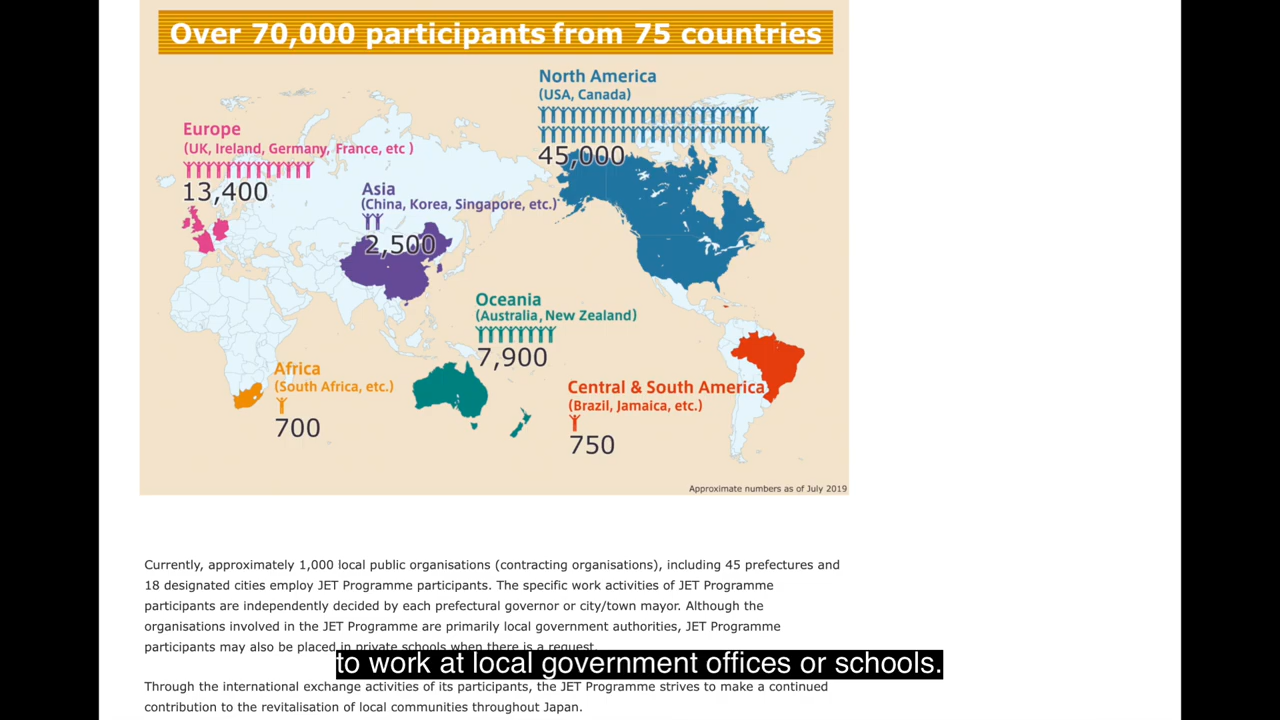 Over 70,000 participants from 75 countries
North America
(USA, Canada)
45,000
Europe
(UK, Ireland, Germany, France, etc )
13,400
Asia
(China, Korea, Singapore, etc.)
2,500
Oceania
(Australia, New Zealand)
7,900
Africa
(South Africa, etc.)
700
Central & South America
(Brazil, Jamaica, etc.)
750
Approximate numbers as of July 2019
Currently, approximately 1,000 local public organisations (contracting organisations), including 45 prefectures and
18 designated cities employ JET Programme participants. The specific work activities of JET Programme
participants are independently decided by each prefectural governor or city/town mayor. Although the
organisations involved in the JET Programme are primarily local government authorities, JET Programme
participants may also be placed in private schools when there is a request.
to work at local government offices or schools.
Through the international exchange activities of its participants, the JET Programme strives to make a continued
contribution to the revitalisation of local communities throughout Japan.